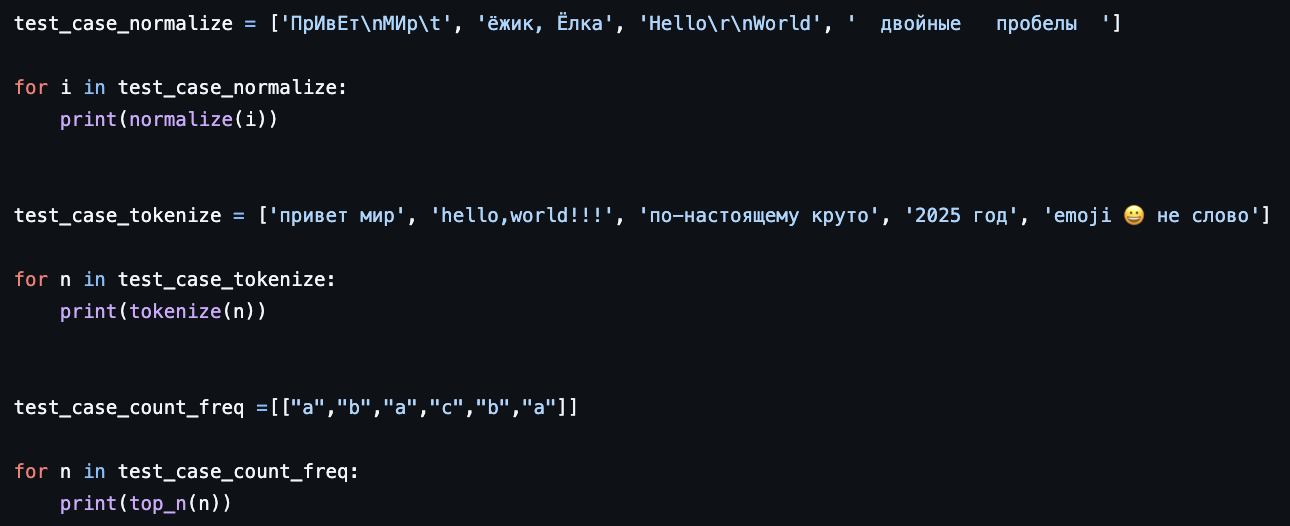 test_case_normalize = ['ПрИвЕт\nМИр\t', 'ёжик, Ёлка', 'Hello\r\nWorld', '  двойные   пробелы  ']
for i in test_case_normalize:
    print(normalize(i))
test_case_tokenize = ['привет мир', 'hello,world!!!', 'по-настоящему круто', '2025 год', 'emoji 😀 не слово']
for n in test_case_tokenize:
    print(tokenize(n))
test_case_count_freq =[["a","b","a","c","b","a"]]
for n in test_case_count_freq:
    print(top_n(n))